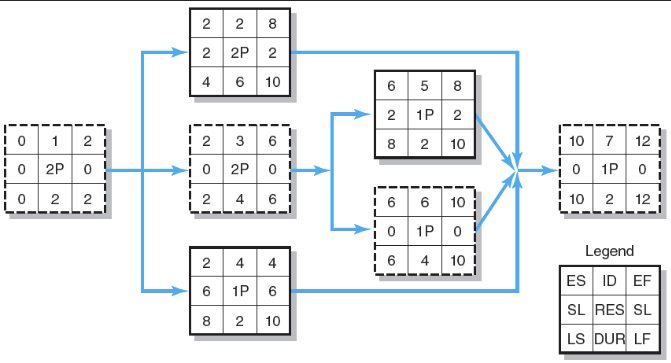 2 2 8
2 2P 2
4 6 10
6 5 8
2 1P 2
8 2 10
0 1 2
0 2P 0
0 2 2
2 3 6
0 2P 0
2 4 6
10 7 12
0 1P 0
10 2 12
6 6 10
0 1P 0
6 4 10
2 4 4
6 1P 6
8 2 10
Legend
ES ID EF
SL RES SL
LS DUR LF